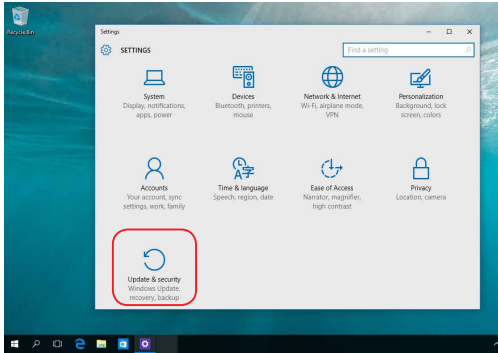 Recycle Bin
Settings
SETTINGS
Find a setting
System
Display, notifications,
apps, power
Devices
Bluetooth, printers,
mouse
Network & Internet
Wi-Fi, airplane mode,
VPN
Personalization
Background, lock
screen, colors
Accounts
Your account, sync
settings, work, family
Time & language
Speech, region, date
Ease of Access
Narrator, magnifier,
high contrast
Privacy
Location, camera
Update & security
Windows Update,
recovery, backup